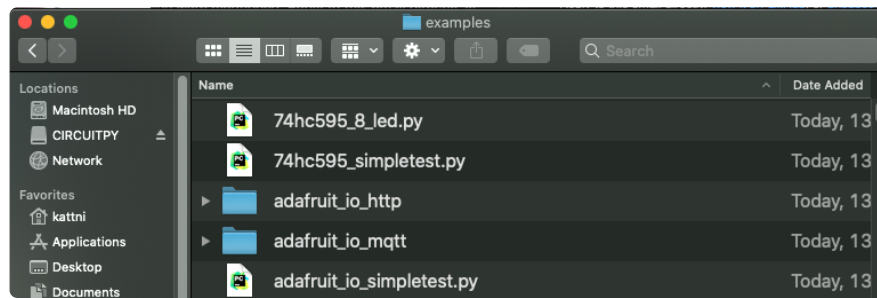 examples
Search
Locations
Macintosh HD
CIRCUITPY
Network
Favorites
kattni
Applications
Desktop
Documents
Name
Date Added
74hc595_8_led.py
Today, 13
74hc595_simpletest.py
Today, 13
adafruit_io_http
Today, 13
adafruit_io_mqtt
Today, 13
adafruit_io_simpletest.py
Today, 13